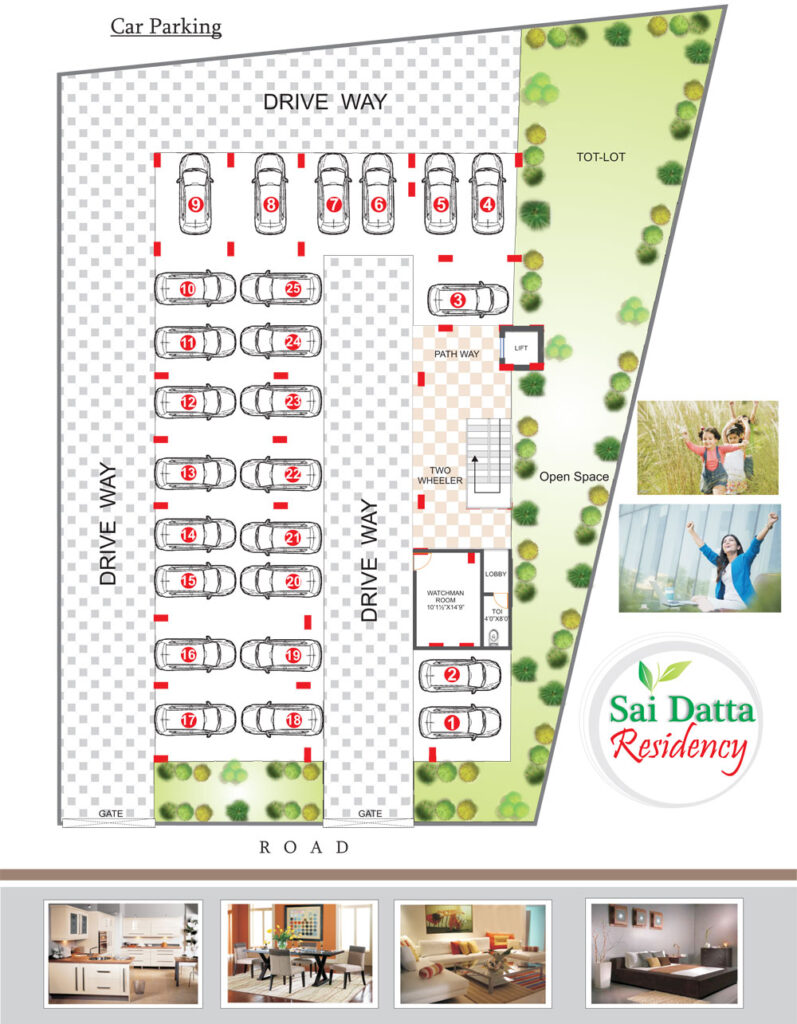 Car Parking
DRIVE WAY
TOT-LOT
9
8
7
6
5
4
10
25
3
11
24
PATH WAY
LIFT
12
23
13
22
TWO
WHEELER
Open Space
DRIVE WAY
DRIVE WAY
14
21
15
20
LOBBY
WATCHMAN
ROOM
10'1½"X14'9"
TOI
4'0"X8'0"
16
19
2
17
18
1
Sai Datta
Residency
GATE
GATE
ROAD